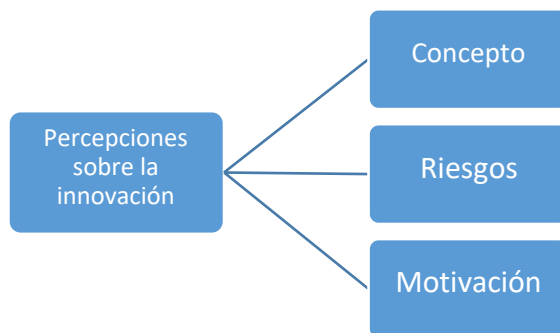 Percepciones
sobre la
innovación
Concepto
Riesgos
Motivación